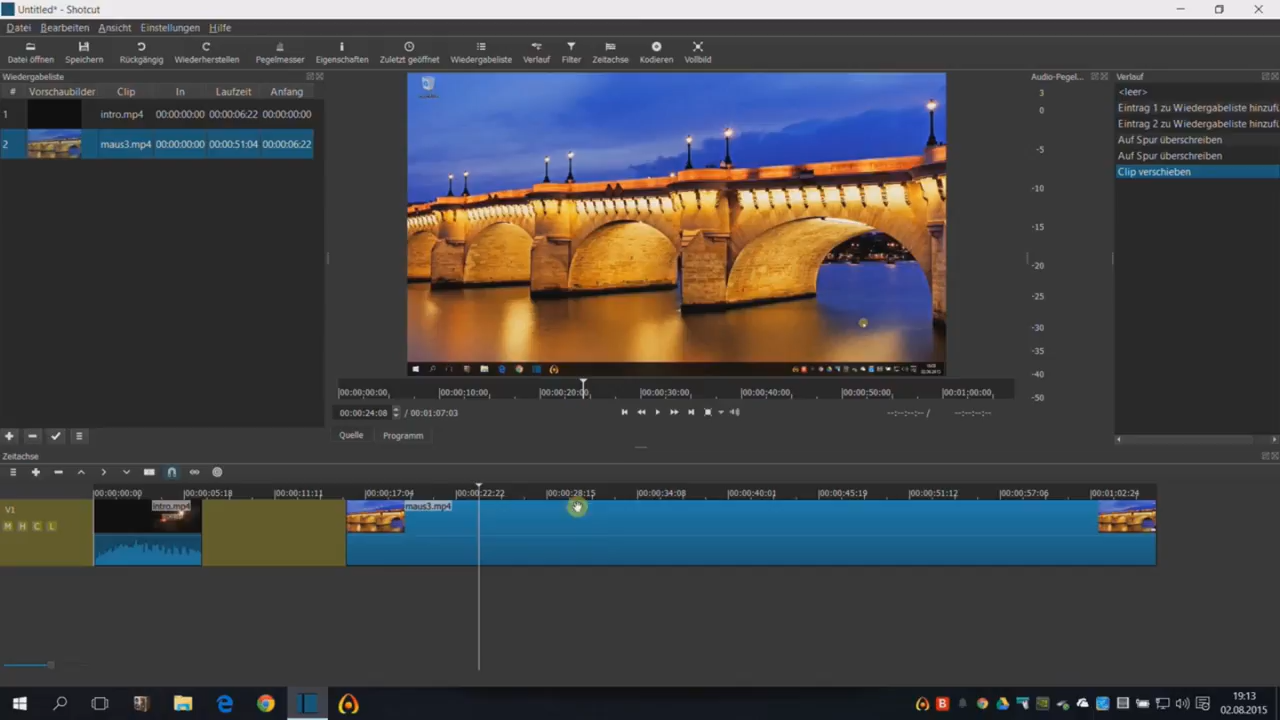 Untitled* - Shotcut
Datei Bearbeiten Ansicht Einstellungen Hilfe
Datei öffnen Speichern Rückgängig Wiederherstellen Pegelmesser Eigenschaften Zuletzt geöffnet Wiedergabeliste Verlauf Filter Zeitachse Kodieren Vollbild
Wiedergabeliste
# Vorschaubilder Clip In Laufzeit Anfang
1 intro.mp4 00:00:00:00 00:00:06:22 00:00:00:00
2 maus3.mp4 00:00:00:00 00:00:51:04 00:00:06:22
Audio-Pegel...
3
0
-5
-10
-15
-20
-25
-30
-35
-40
-50
Verlauf
<leer>
Eintrag 1 zu Wiedergabeliste hinzufü
Eintrag 2 zu Wiedergabeliste hinzufü
Auf Spur überschreiben
Auf Spur überschreiben
Clip verschieben
00:00:00:00 00:00:10:00 00:00:20:00 00:00:30:00 00:00:40:00 00:00:50:00 00:01:00:00
00:00:24:08 / 00:01:07:03 --:--:--:-- / --:--:--:--
Quelle Programm
Zeitachse
00:00:00:00 00:00:05:18 00:00:11:11 00:00:17:04 00:00:22:22 00:00:28:15 00:00:34:08 00:00:40:01 00:00:45:19 00:00:51:12 00:00:57:06 00:01:02:24
V1 intro.mp4 maus3.mp4
M H C L
19:13
02.08.2015